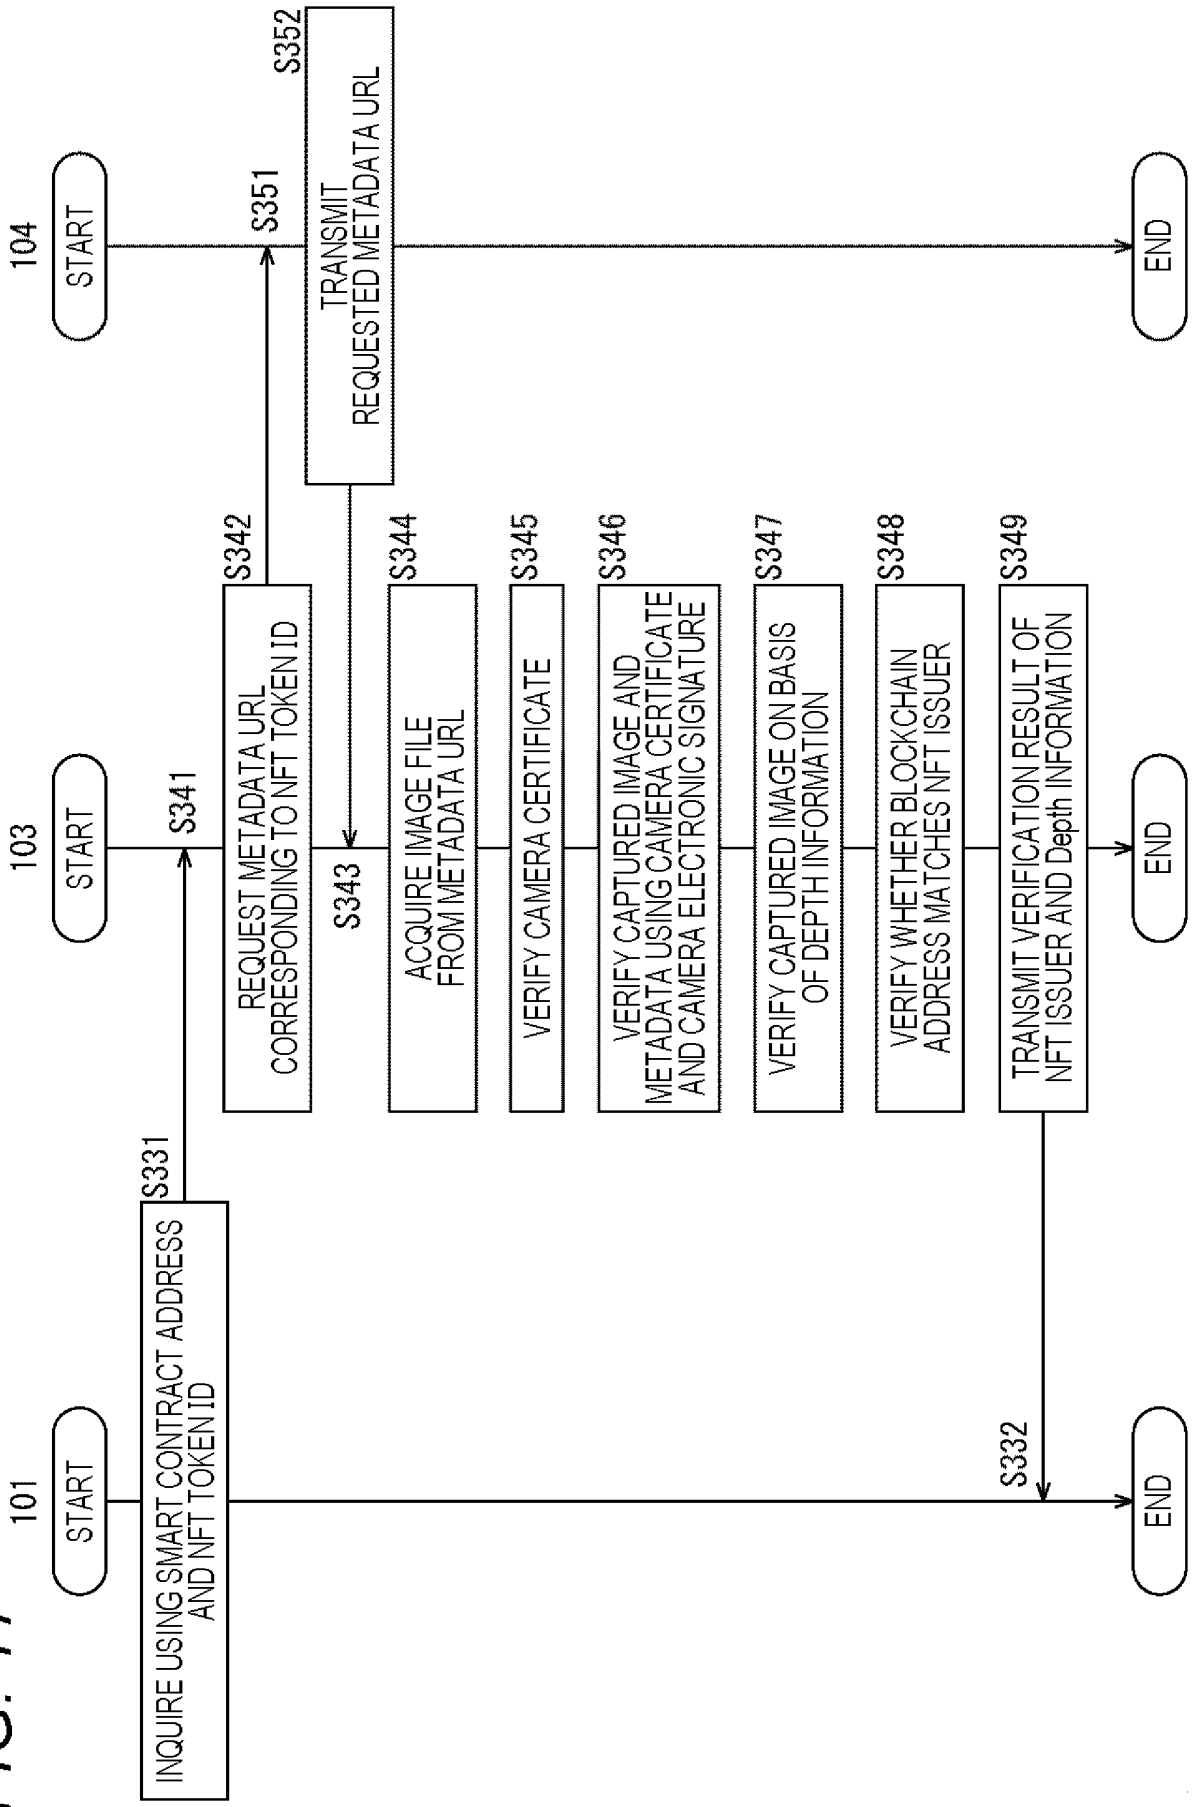 FIG.
101
103
104
START
START
START
S331
INQUIRE USING SMART CONTRACT ADDRESS
AND NFT TOKEN ID
S341
S342
REQUEST METADATA URL
CORRESPONDING TO NFT TOKEN ID
S351
S352
TRANSMIT
REQUESTED METADATA URL
S343
S344
ACQUIRE IMAGE FILE
FROM METADATA URL
S345
VERIFY CAMERA CERTIFICATE
S346
VERIFY CAPTURED IMAGE AND
METADATA USING CAMERA CERTIFICATE
AND CAMERA ELECTRONIC SIGNATURE
S347
VERIFY CAPTURED IMAGE ON BASIS
OF DEPTH INFORMATION
S348
VERIFY WHETHER BLOCKCHAIN
ADDRESS MATCHES NFT ISSUER
S349
TRANSMIT VERIFICATION RESULT OF
NFT ISSUER AND Depth INFORMATION
S332
END
END
END